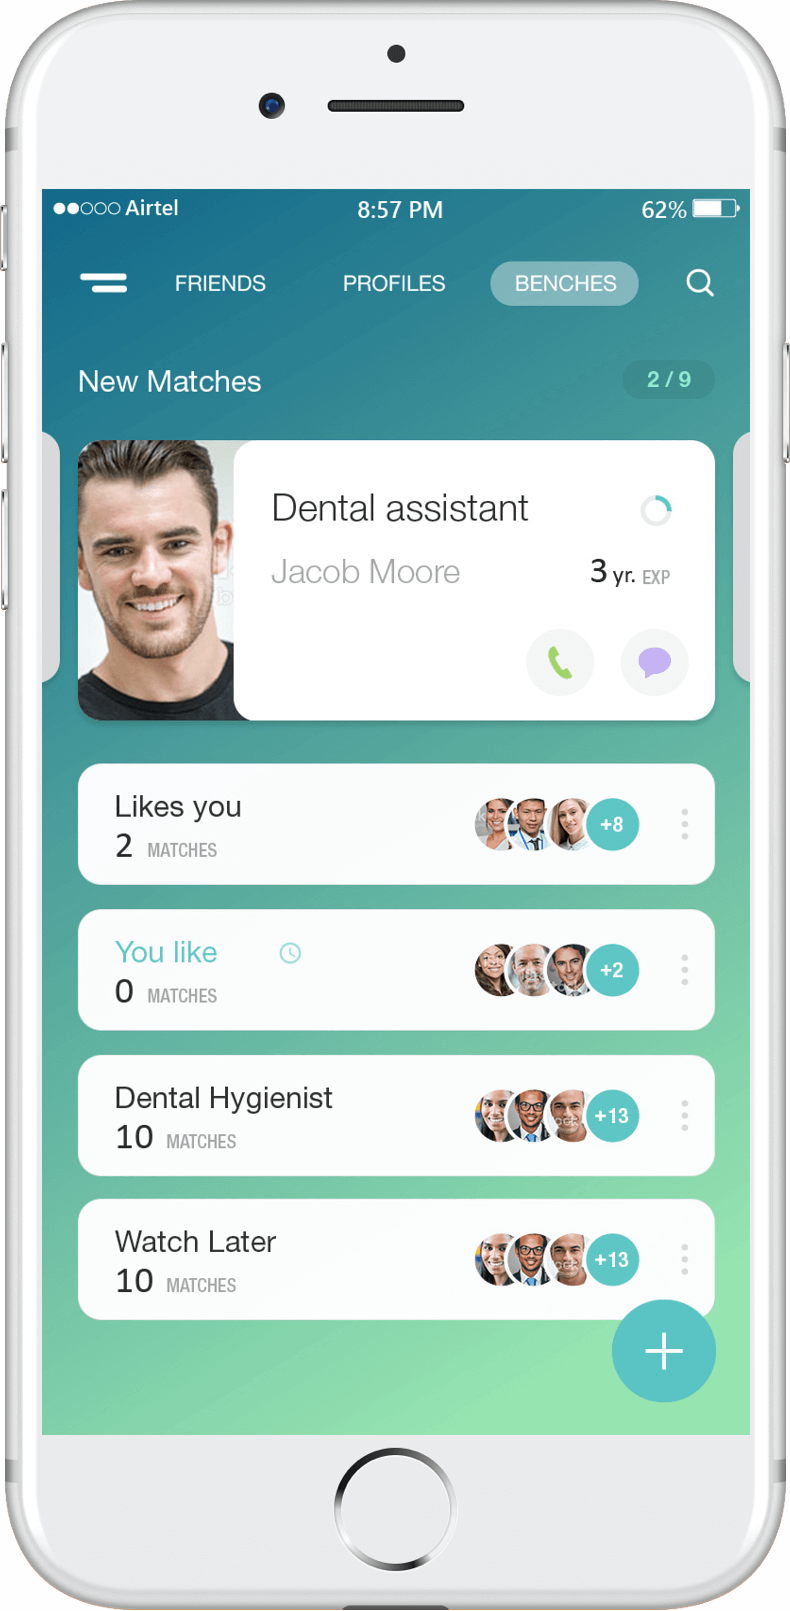 Airtel 8:57 PM 62%
FRIENDS PROFILES BENCHES
New Matches 2 / 9
Dental assistant
Jacob Moore 3 yr. EXP
Likes you
2 MATCHES +8
You like
0 MATCHES +2
Dental Hygienist
10 MATCHES +13
Watch Later
10 MATCHES +13